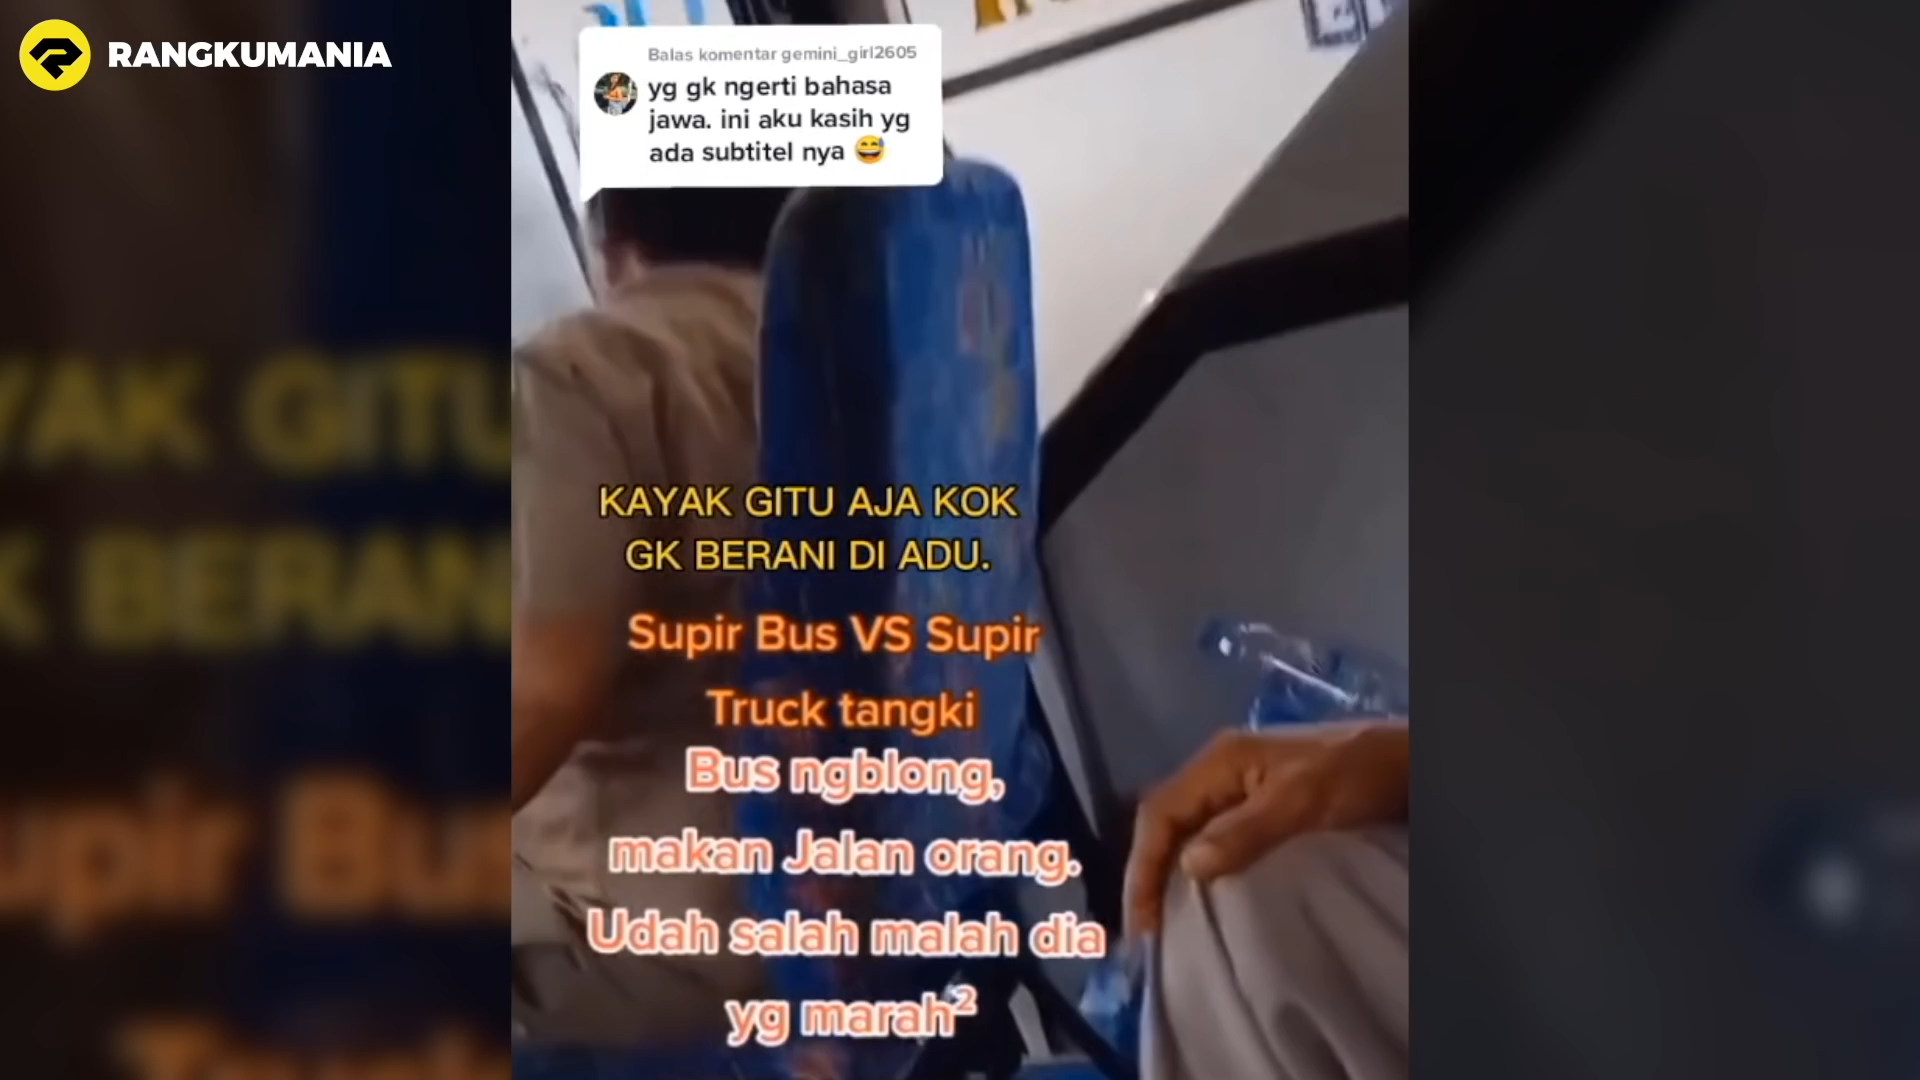 RANGKUMANIA
Balas komentar gemini_girl2605
yg gk ngerti bahasa
jawa. ini aku kasih yg
ada subtitel nya 😅
KAYAK GITU AJA KOK
GK BERANI DI ADU.
Supir Bus VS Supir
Truck tangki
Bus ngblong,
makan Jalan orang.
Udah salah malah dia
yg marah²